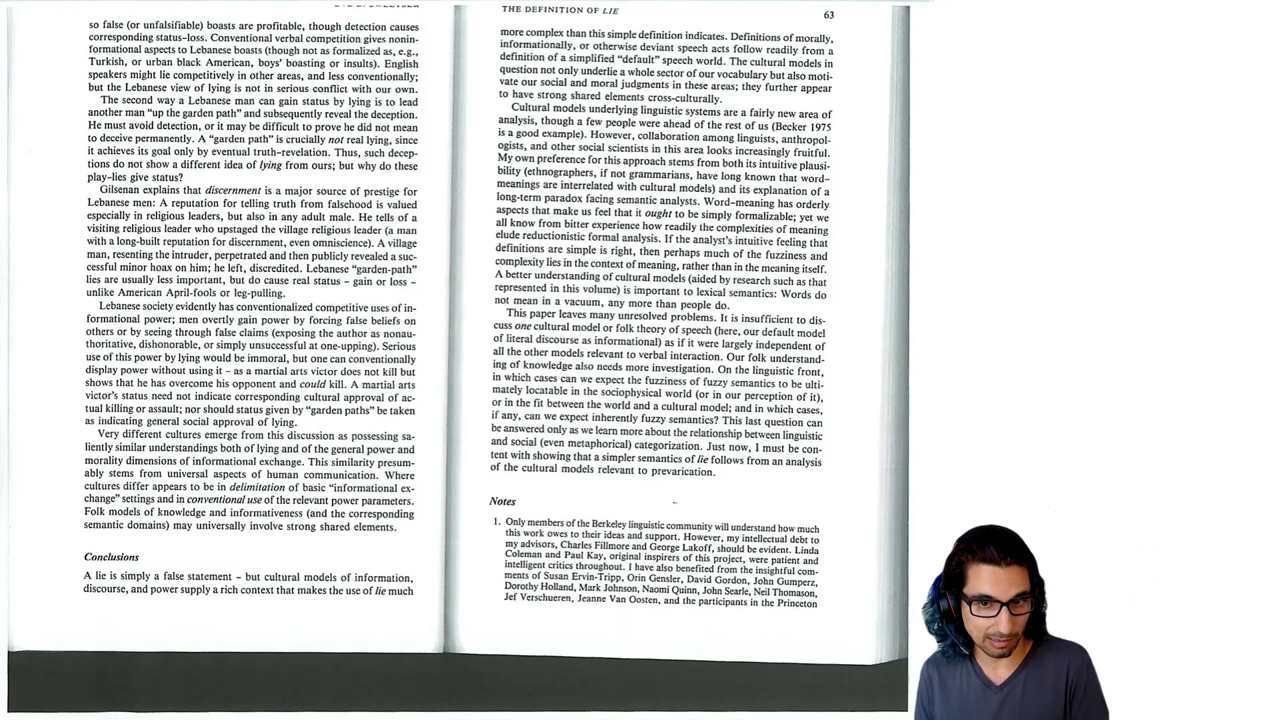 so false (or unfalsifiable) boasts are profitable, though detection causes
corresponding status-loss. Conventional verbal competition gives nonin-
formational aspects to Lebanese boasts (though not as formalized as, e.g.,
Turkish, or urban black American, boys' boasting or insults). English
speakers might lie competitively in other areas, and less conventionally;
but the Lebanese view of lying is not in serious conflict with our own.
The second way a Lebanese man can gain status by lying is to lead
another man "up the garden path" and subsequently reveal the deception.
He must avoid detection, or it may be difficult to prove he did not mean
to deceive permanently. A "garden path" is crucially not real lying, since
it achieves its goal only by eventual truth-revelation. Thus, such decep-
tions do not show a different idea of lying from ours; but why do these
play-lies give status?
Gilsenan explains that discernment is a major source of prestige for
Lebanese men: A reputation for telling truth from falsehood is valued
especially in religious leaders, but also in any adult male. He tells of a
visiting religious leader who upstaged the village religious leader (a man
with a long-built reputation for discernment, even omniscience). A village
man, resenting the intruder, perpetrated and then publicly revealed a suc-
cessful minor hoax on him; he left, discredited. Lebanese "garden-path"
lies are usually less important, but do cause real status – gain or loss –
unlike American April-fools or leg-pulling.
Lebanese society evidently has conventionalized competitive uses of in-
formational power; men overtly gain power by forcing false beliefs on
others or by seeing through false claims (exposing the author as nonau-
thoritative, dishonorable, or simply unsuccessful at one-upping). Serious
use of this power by lying would be immoral, but one can conventionally
display power without using it – as a martial arts victor does not kill but
shows that he has overcome his opponent and could kill. A martial arts
victor's status need not indicate corresponding cultural approval of ac-
tual killing or assault; nor should status given by "garden paths" be taken
as indicating general social approval of lying.
Very different cultures emerge from this discussion as possessing sa-
liently similar understandings both of lying and of the general power and
morality dimensions of informational exchange. This similarity presum-
ably stems from universal aspects of human communication. Where
cultures differ appears to be in delimitation of basic "informational ex-
change" settings and in conventional use of the relevant power parameters.
Folk models of knowledge and informativeness (and the corresponding
semantic domains) may universally involve strong shared elements.
Conclusions
A lie is simply a false statement – but cultural models of information,
discourse, and power supply a rich context that makes the use of lie much
THE DEFINITION OF LIE 63
more complex than this simple definition indicates. Definitions of morally,
informationally, or otherwise deviant speech acts follow readily from a
definition of a simplified "default" speech world. The cultural models in
question not only underlie a whole sector of our vocabulary but also moti-
vate our social and moral judgments in these areas; they further appear
to have strong shared elements cross-culturally.
Cultural models underlying linguistic systems are a fairly new area of
analysis, though a few people were ahead of the rest of us (Becker 1975
is a good example). However, collaboration among linguists, anthropol-
ogists, and other social scientists in this area looks increasingly fruitful.
My own preference for this approach stems from both its intuitive plausi-
bility (ethnographers, if not grammarians, have long known that word-
meanings are interrelated with cultural models) and its explanation of a
long-term paradox facing semantic analysts. Word-meaning has orderly
aspects that make us feel that it ought to be simply formalizable; yet we
all know from bitter experience how readily the complexities of meaning
elude reductionistic formal analysis. If the analyst's intuitive feeling that
definitions are simple is right, then perhaps much of the fuzziness and
complexity lies in the context of meaning, rather than in the meaning itself.
A better understanding of cultural models (aided by research such as that
represented in this volume) is important to lexical semantics: Words do
not mean in a vacuum, any more than people do.
This paper leaves many unresolved problems. It is insufficient to dis-
cuss one cultural model or folk theory of speech (here, our default model
of literal discourse as informational) as if it were largely independent of
all the other models relevant to verbal interaction. Our folk understand-
ing of knowledge also needs more investigation. On the linguistic front,
in which cases can we expect the fuzziness of fuzzy semantics to be ulti-
mately locatable in the sociophysical world (or in our perception of it),
or in the fit between the world and a cultural model; and in which cases,
if any, can we expect inherently fuzzy semantics? This last question can
be answered only as we learn more about the relationship between linguistic
and social (even metaphorical) categorization. Just now, I must be con-
tent with showing that a simpler semantics of lie follows from an analysis
of the cultural models relevant to prevarication.
Notes
1. Only members of the Berkeley linguistic community will understand how much
this work owes to their ideas and support. However, my intellectual debt to
my advisors, Charles Fillmore and George Lakoff, should be evident. Linda
Coleman and Paul Kay, original inspirers of this project, were patient and
intelligent critics throughout. I have also benefited from the insightful com-
ments of Susan Ervin-Tripp, Orin Gensler, David Gordon, John Gumperz,
Dorothy Holland, Mark Johnson, Naomi Quinn, John Searle, Neil Thomason,
Jef Verschueren, Jeanne Van Oosten, and the participants in the Princeton